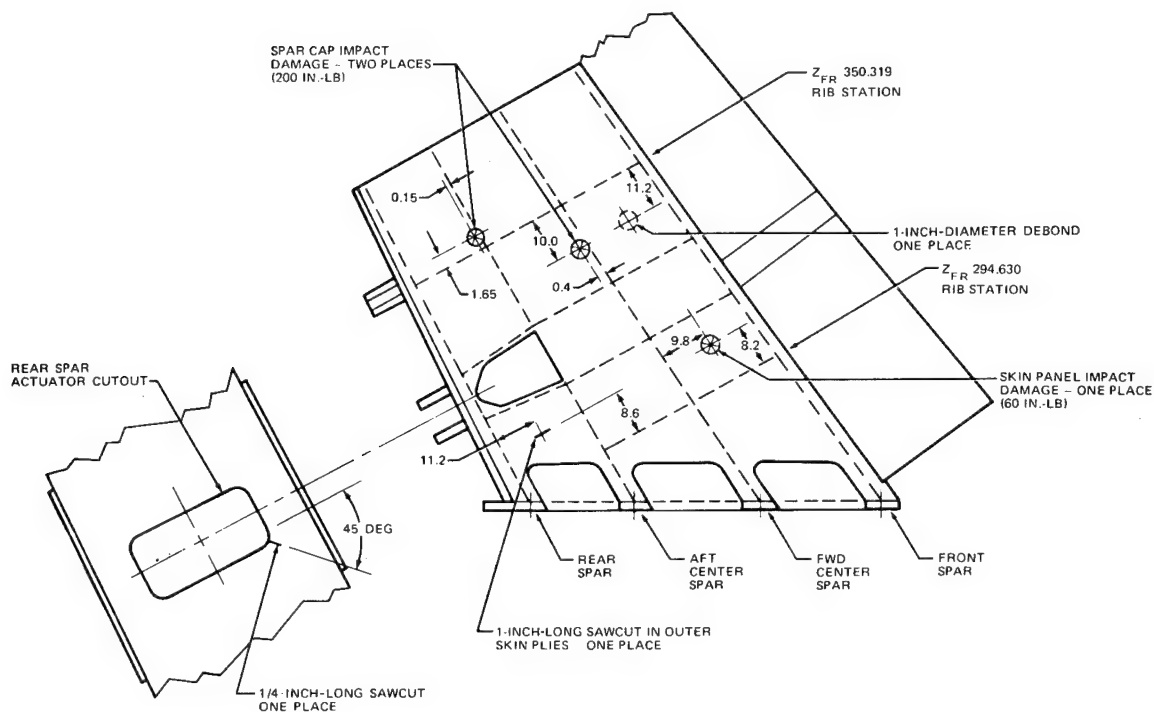 SPAR CAP IMPACT
DAMAGE – TWO PLACES
(200 IN.-LB)
Z_FR 350.319
RIB STATION
0.15
11.2
10.0
1-INCH-DIAMETER DEBOND
ONE PLACE
Z_FR 294.630
RIB STATION
1.65
0.4
9.8
8.2
REAR SPAR
ACTUATOR CUTOUT
SKIN PANEL IMPACT
DAMAGE – ONE PLACE
(60 IN.-LB)
8.6
11.2
45 DEG
REAR
SPAR
AFT
CENTER
SPAR
FWD
CENTER
SPAR
FRONT
SPAR
1-INCH-LONG SAWCUT IN OUTER
SKIN PLIES ONE PLACE
1/4-INCH-LONG SAWCUT
ONE PLACE